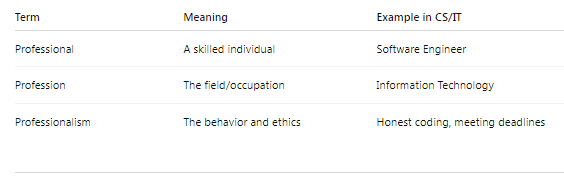 Term Meaning Example in CS/IT
Professional A skilled individual Software Engineer
Profession The field/occupation Information Technology
Professionalism The behavior and ethics Honest coding, meeting deadlines